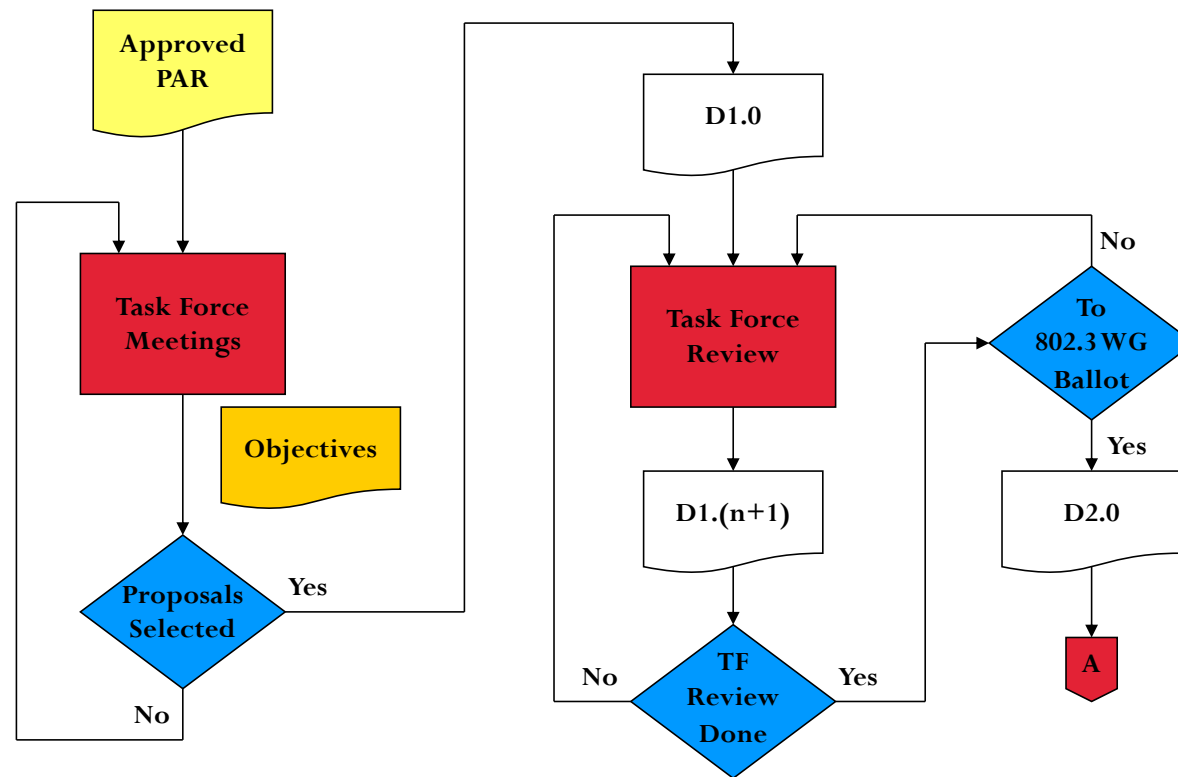 Approved
PAR
Task Force
Meetings
Objectives
Proposals
Selected
Yes
No
D1.0
Task Force
Review
D1.(n+1)
TF
Review
Done
No
Yes
To
802.3 WG
Ballot
No
Yes
D2.0
A